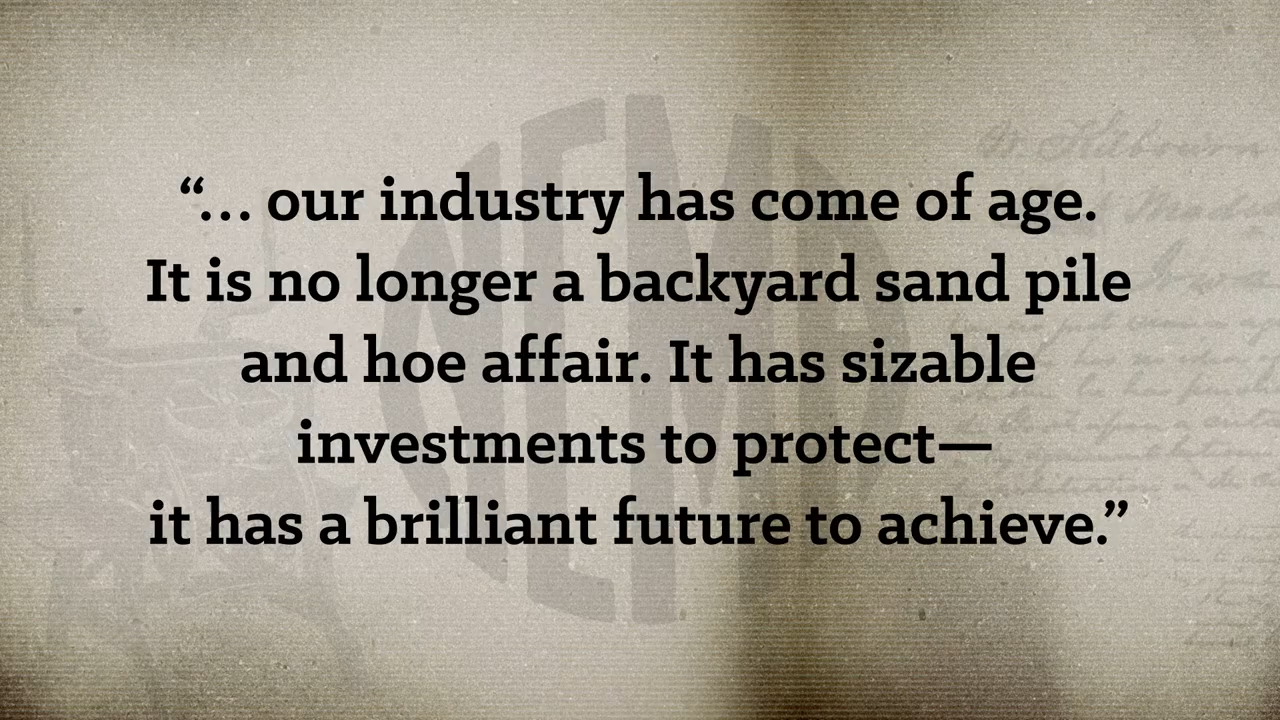 “… our industry has come of age.
It is no longer a backyard sand pile
and hoe affair. It has sizable
investments to protect—
it has a brilliant future to achieve.”
NCMA